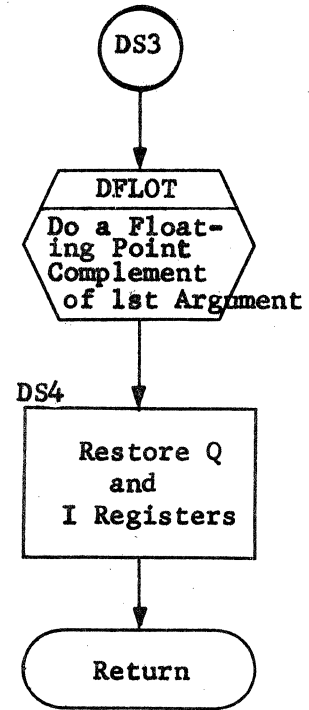 DS3
DFLOT
Do a Float-
ing Point
Complement
of 1st Argument
DS4
Restore Q
and
I Registers
Return